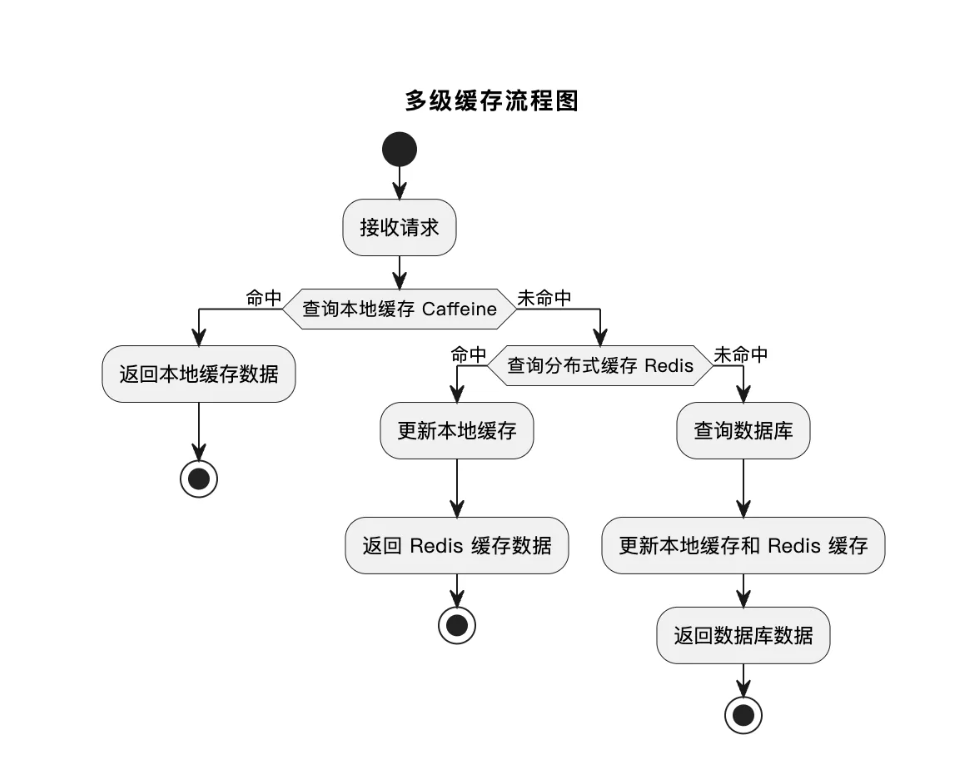 多级缓存流程图
接收请求
命中
查询本地缓存 Caffeine
未命中
返回本地缓存数据
命中
查询分布式缓存 Redis
未命中
更新本地缓存
查询数据库
返回 Redis 缓存数据
更新本地缓存和 Redis 缓存
返回数据库数据